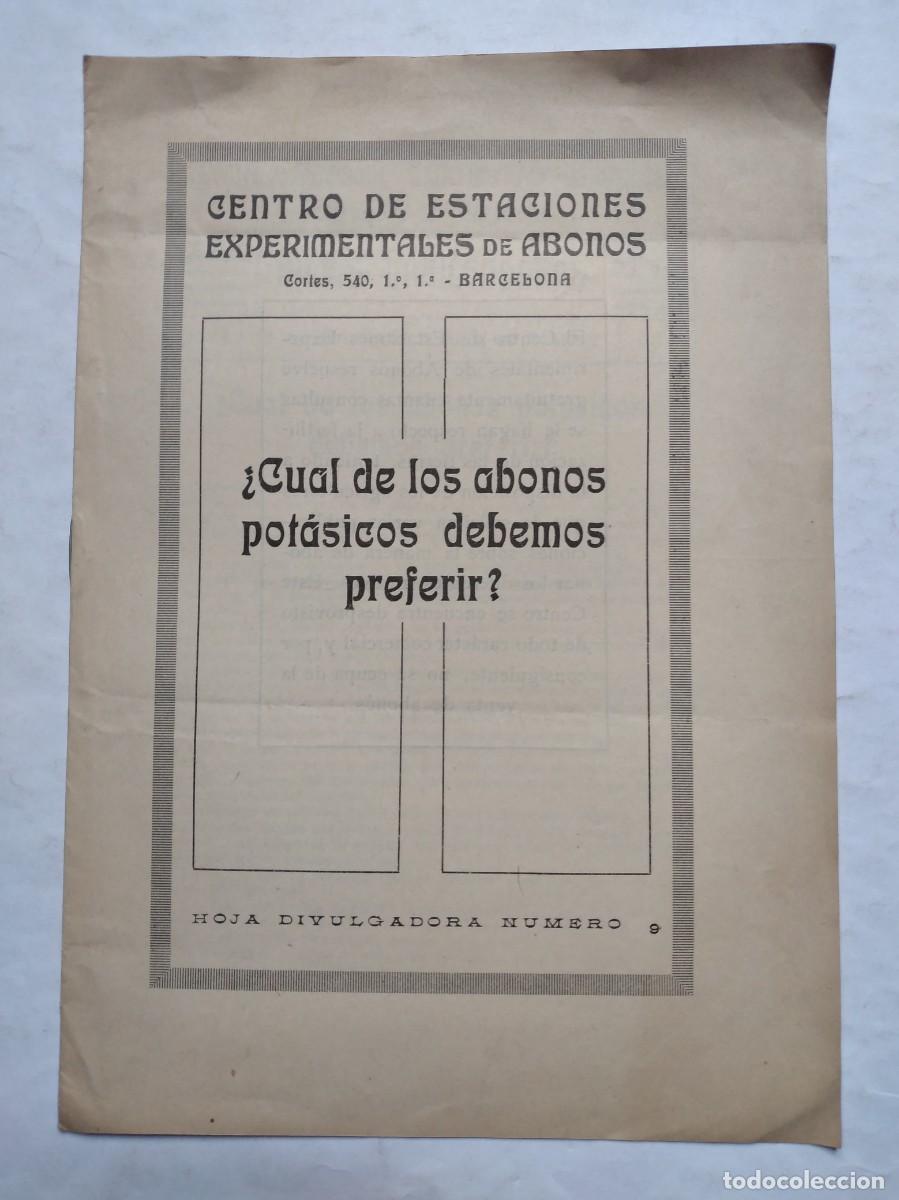 CENTRO DE ESTACIONES
EXPERIMENTALES DE ABONOS
Cortes, 540, 1.º, 1.ª - BARCELONA
¿Cual de los abonos
potásicos debemos
preferir?
HOJA DIVULGADORA NUMERO 9
todocoleccion